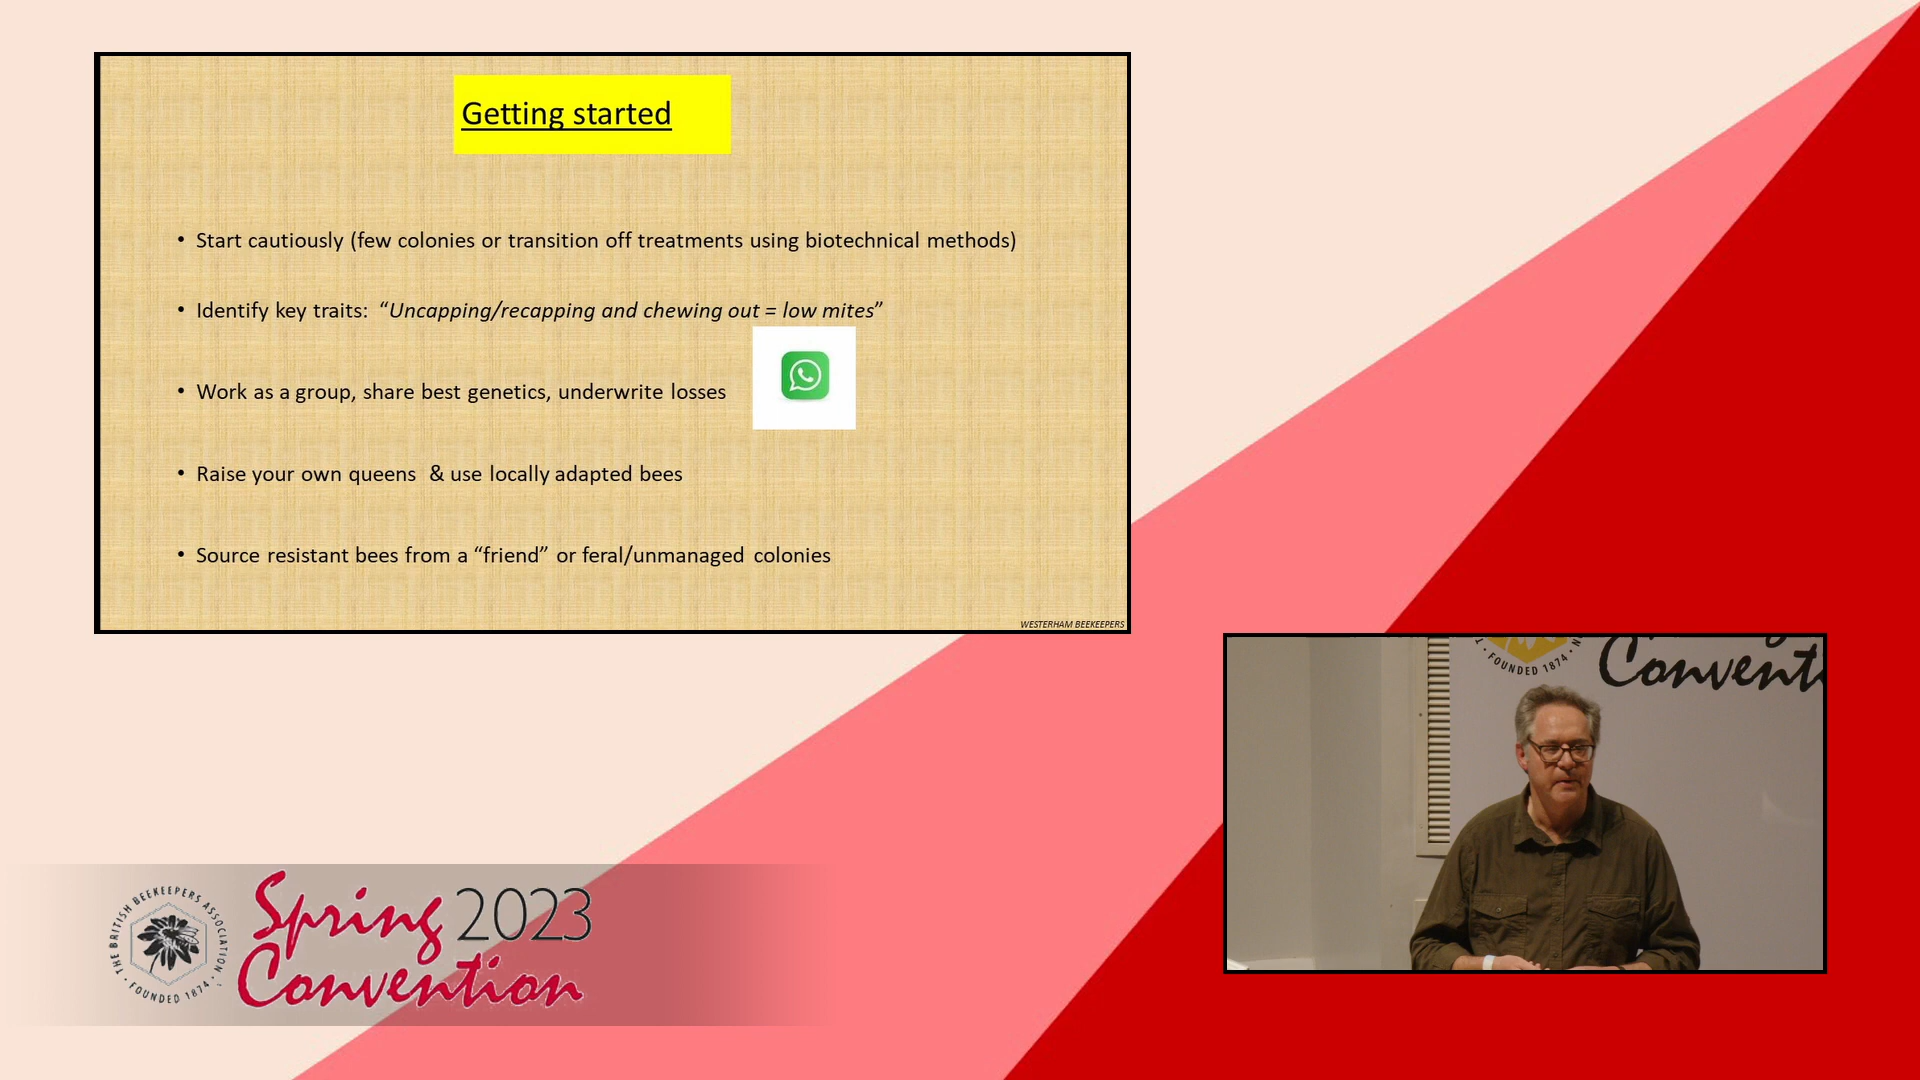 Getting started
• Start cautiously (few colonies or transition off treatments using biotechnical methods)
• Identify key traits: “Uncapping/recapping and chewing out = low mites”
• Work as a group, share best genetics, underwrite losses
• Raise your own queens & use locally adapted bees
• Source resistant bees from a “friend” or feral/unmanaged colonies
WESTERHAM BEEKEEPERS
• FOUNDED 1874 •
Convent
THE BRITISH BEEKEEPERS ASSOCIATION
• FOUNDED 1874 •
Spring 2023
Convention